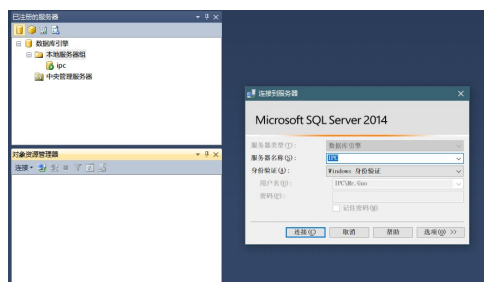 已注册的服务器
数据库引擎
本地服务器组
ipc
中央管理服务器
对象资源管理器
连接
连接到服务器
Microsoft SQL Server 2014
服务器类型(T):
数据库引擎
服务器名称(S):
IPC
身份验证(A):
Windows 身份验证
用户名(U):
IPC\Mr.Guo
密码(P):
记住密码(M)
连接(C)
取消
帮助
选项(O) >>